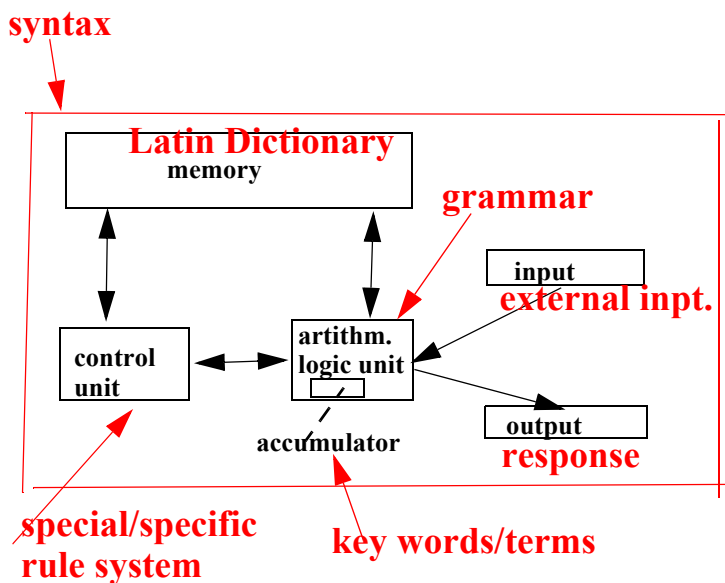 syntax
Latin Dictionary
memory
grammar
input
external inpt.
artithm.
logic unit
control
unit
accumulator
output
response
special/specific
rule system
key words/terms